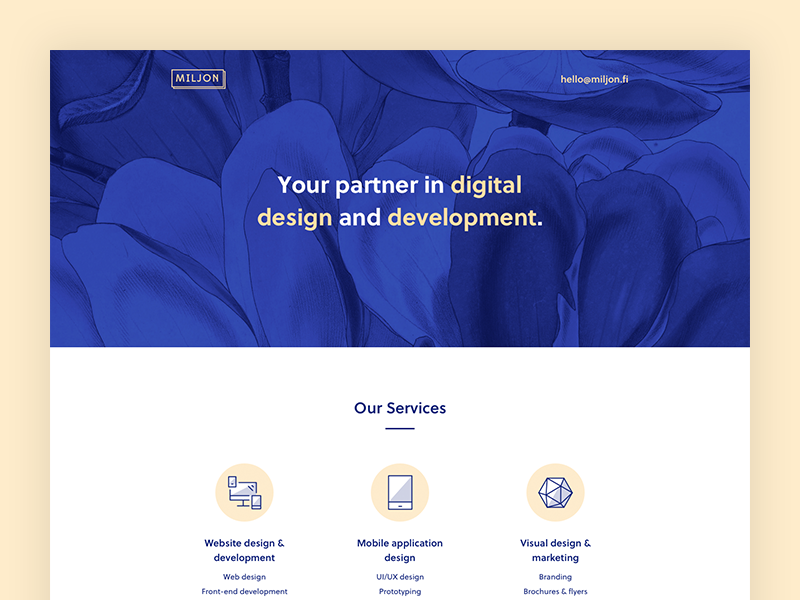 MILJON
hello@miljon.fi
Your partner in digital
design and development.
Our Services
Website design &
development
Web design
Front-end development
Mobile application
design
UI/UX design
Prototyping
Visual design &
marketing
Branding
Brochures & flyers